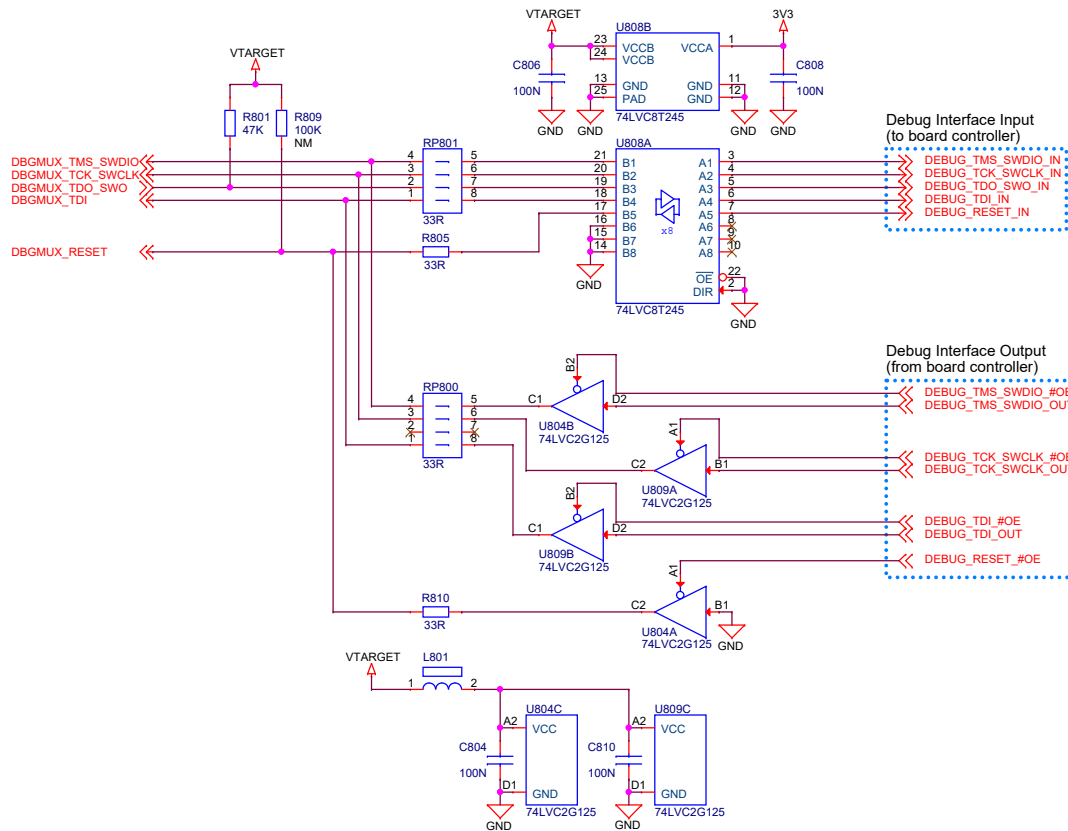 VTARGET
U808B
3V3
23
VCCB
VCCA
1
24
VCCB
C806
100N
C808
100N
13
GND
GND
11
25
PAD
GND
12
GND
74LVC8T245
GND
GND
VTARGET
R801
47K
R809
100K
NM
Debug Interface Input
(to board controller)
RP801
U808A
DBGMUX_TMS_SWDIO
4
5
21
B1
A1
3
DEBUG_TMS_SWDIO_IN
DBGMUX_TCK_SWCLK
3
6
20
B2
A2
4
DEBUG_TCK_SWCLK_IN
DBGMUX_TDO_SWO
2
7
19
B3
A3
5
DEBUG_TDO_SWO_IN
DBGMUX_TDI
1
8
18
B4
A4
6
DEBUG_TDI_IN
33R
17
B5
A5
7
DEBUG_RESET_IN
16
B6
A6
8
x8
15
B7
A7
9
14
B8
A8
10
DBGMUX_RESET
R805
33R
GND
OE
22
DIR
2
74LVC8T245
GND
Debug Interface Output
(from board controller)
RP800
4
5
3
6
2
7
1
8
33R
B2
C1
D2
U804B
74LVC2G125
DEBUG_TMS_SWDIO_#OE
DEBUG_TMS_SWDIO_OUT
A1
C2
B1
U809A
74LVC2G125
DEBUG_TCK_SWCLK_#OE
DEBUG_TCK_SWCLK_OUT
B2
C1
D2
U809B
74LVC2G125
DEBUG_TDI_#OE
DEBUG_TDI_OUT
DEBUG_RESET_#OE
A1
R810
33R
C2
B1
U804A
74LVC2G125
GND
VTARGET
L801
1
2
U804C
A2
VCC
C804
100N
D1
GND
74LVC2G125
GND
U809C
A2
VCC
C810
100N
D1
GND
74LVC2G125
GND